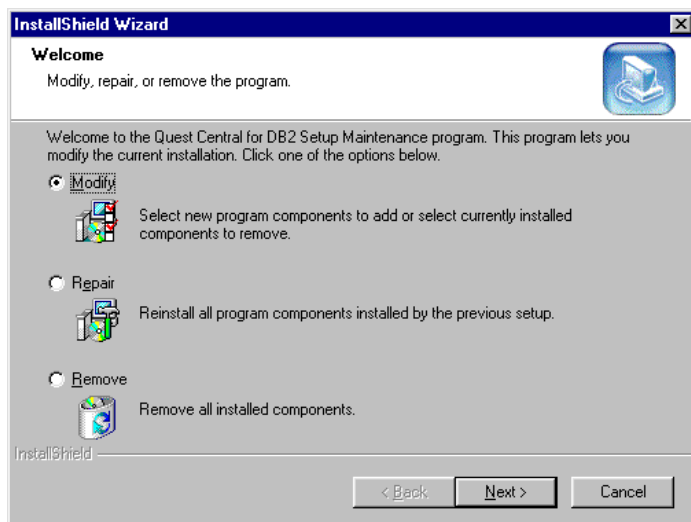 InstallShield Wizard
Welcome
Modify, repair, or remove the program.
Welcome to the Quest Central for DB2 Setup Maintenance program. This program lets you
modify the current installation. Click one of the options below.
Modify
Select new program components to add or select currently installed
components to remove.
Repair
Reinstall all program components installed by the previous setup.
Remove
Remove all installed components.
InstallShield
< Back
Next >
Cancel